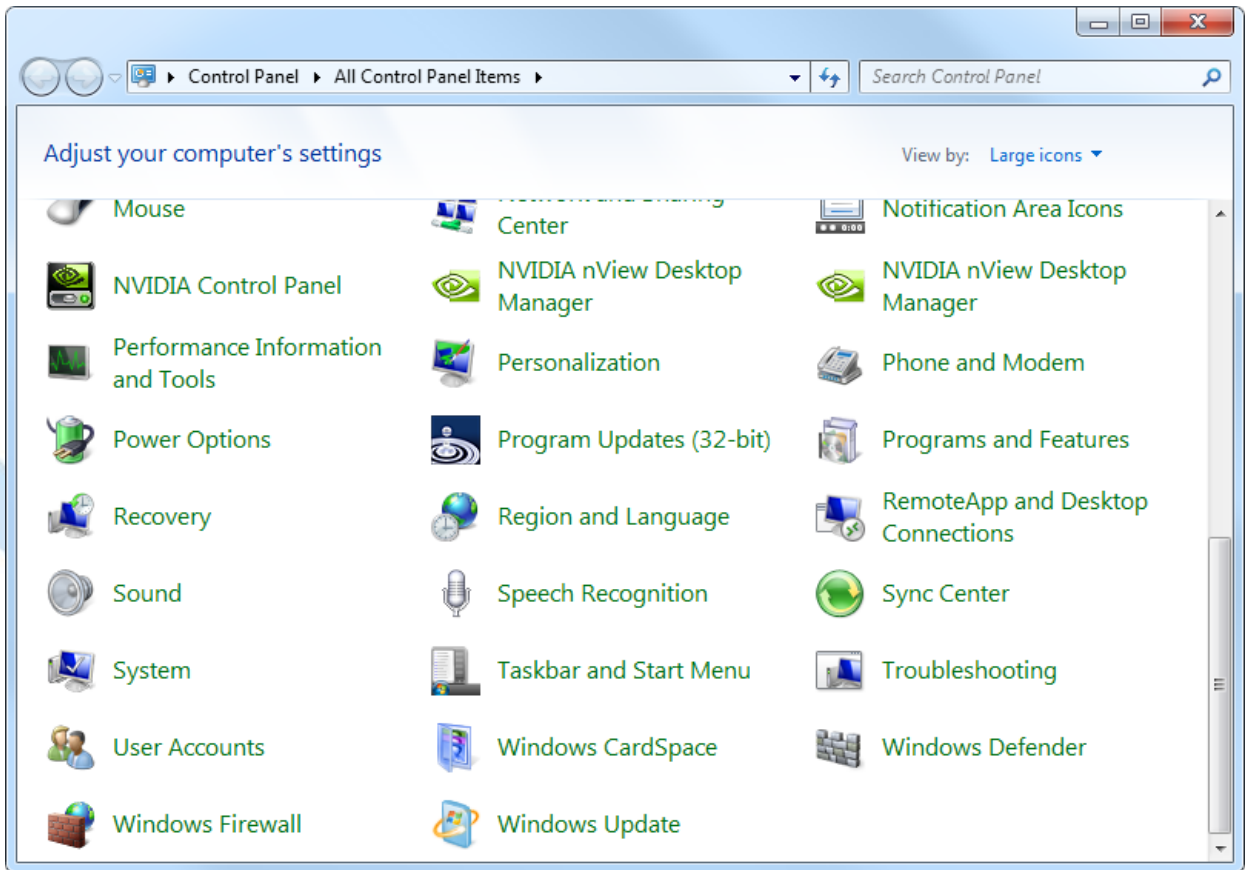 Control Panel
All Control Panel Items
Search Control Panel
Adjust your computer's settings
View by: Large icons
Mouse
Network and Sharing
Center
Notification Area Icons
NVIDIA Control Panel
NVIDIA nView Desktop
Manager
NVIDIA nView Desktop
Manager
Performance Information
and Tools
Personalization
Phone and Modem
Power Options
Program Updates (32-bit)
Programs and Features
Recovery
Region and Language
RemoteApp and Desktop
Connections
Sound
Speech Recognition
Sync Center
System
Taskbar and Start Menu
Troubleshooting
User Accounts
Windows CardSpace
Windows Defender
Windows Firewall
Windows Update